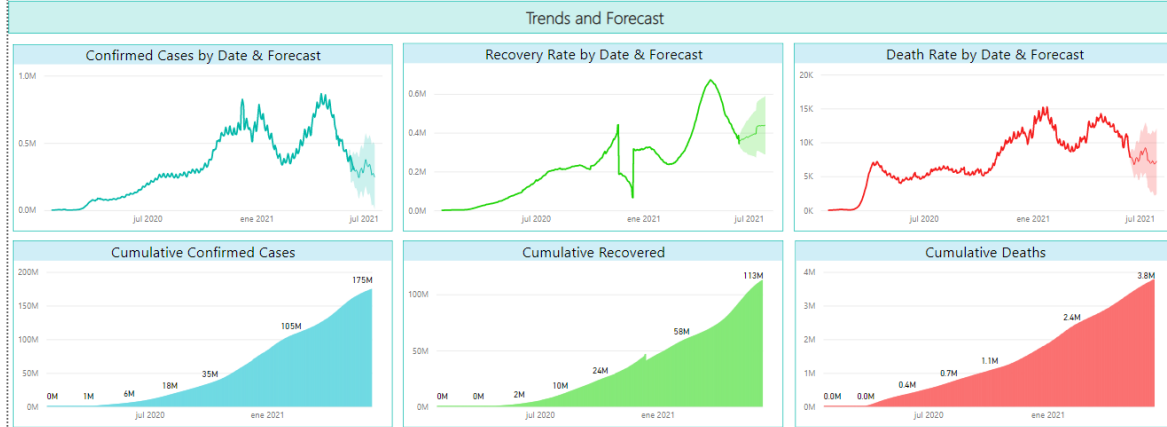 Trends and Forecast
Confirmed Cases by Date & Forecast
1.0M
0.5M
0.0M
jul 2020
ene 2021
jul 2021
Recovery Rate by Date & Forecast
0.6M
0.4M
0.2M
0.0M
jul 2020
ene 2021
jul 2021
Death Rate by Date & Forecast
20K
15K
10K
5K
0K
jul 2020
ene 2021
jul 2021
Cumulative Confirmed Cases
200M
150M
100M
50M
0M
0M
1M
6M
18M
35M
105M
175M
jul 2020
ene 2021
Cumulative Recovered
100M
50M
0M
0M
0M
2M
10M
24M
58M
113M
jul 2020
ene 2021
Cumulative Deaths
4M
3M
2M
1M
0M
0.0M
0.0M
0.4M
0.7M
1.1M
2.4M
3.8M
jul 2020
ene 2021